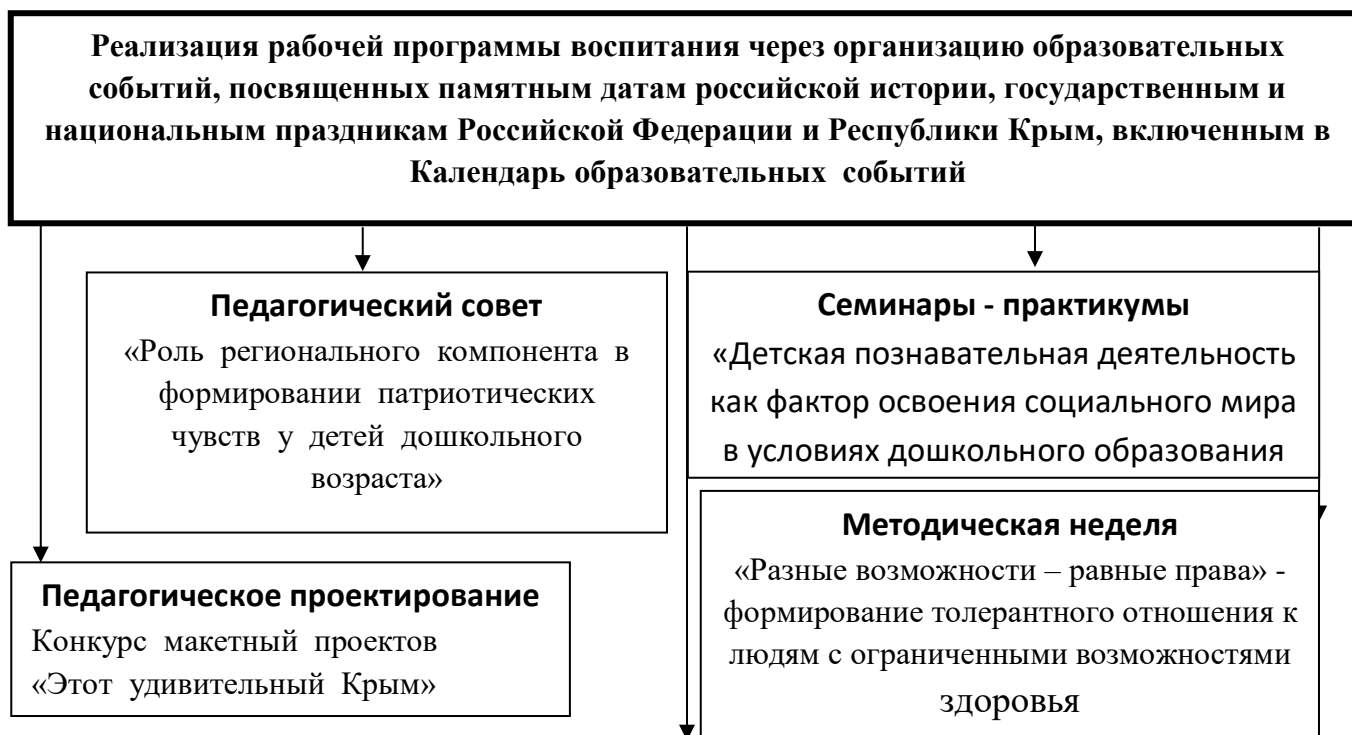 Реализация рабочей программы воспитания через организацию образовательных
событий, посвященных памятным датам российской истории, государственным и
национальным праздникам Российской Федерации и Республики Крым, включенным в
Календарь образовательных событий
Педагогический совет
«Роль регионального компонента в
формировании патриотических
чувств у детей дошкольного
возраста»
Семинары - практикумы
«Детская познавательная деятельность
как фактор освоения социального мира
в условиях дошкольного образования
Педагогическое проектирование
Конкурс макетный проектов
«Этот удивительный Крым»
Методическая неделя
«Разные возможности – равные права» -
формирование толерантного отношения к
людям с ограниченными возможностями
здоровья